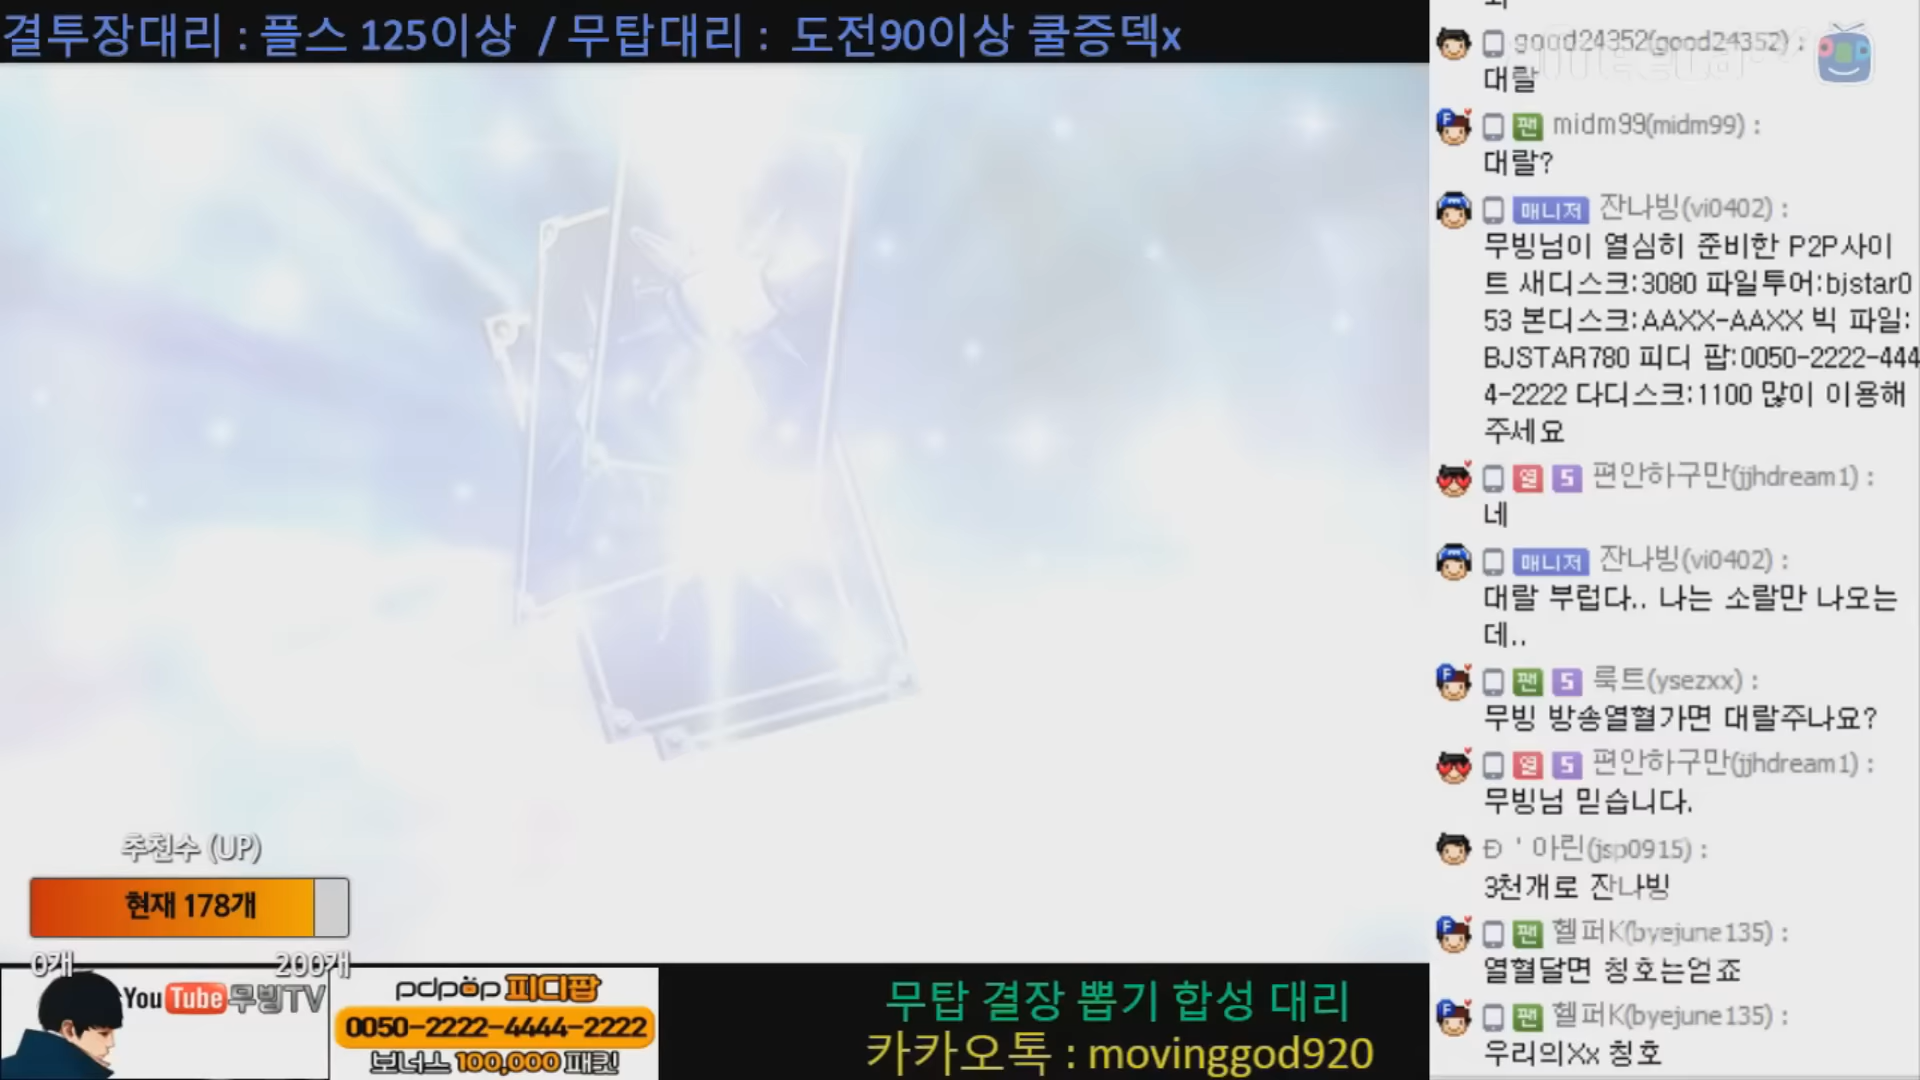 결투장대리 : 플스 125이상 / 무탑대리 : 도전90이상 쿨증덱x
good24352(good24352) :
대랄
팬 midm99(midm99) :
대랄?
매니저 잔나빙(vi0402) :
무빙님이 열심히 준비한 P2P사이
트 새디스크:3080 파일투어:bjstar0
53 본디스크:AAXX-AAXX 빅 파일:
BJSTAR780 피디 팝:0050-2222-444
4-2222 다디스크:1100 많이 이용해
주세요
열 S 편안하구만(jjhdream1) :
네
매니저 잔나빙(vi0402) :
대랄 부럽다.. 나는 소랄만 나오는
데..
팬 S 룩트(ysezxx) :
무빙 방송열혈가면 대랄주나요?
열 S 편안하구만(jjhdream1) :
무빙님 믿습니다.
Ð ' 아린(jsp0915) :
3천개로 잔나빙
팬 헬퍼K(byejune135) :
열혈달면 칭호는얻죠
팬 헬퍼K(byejune135) :
우리의Xx 칭호
추천수 (UP)
현재 178개
0개 200개
YouTube 무빙TV
pdpop 피디팝
0050-2222-4444-2222
보너스 100,000 패킷
무탑 결장 뽑기 합성 대리
카카오톡 : movinggod920